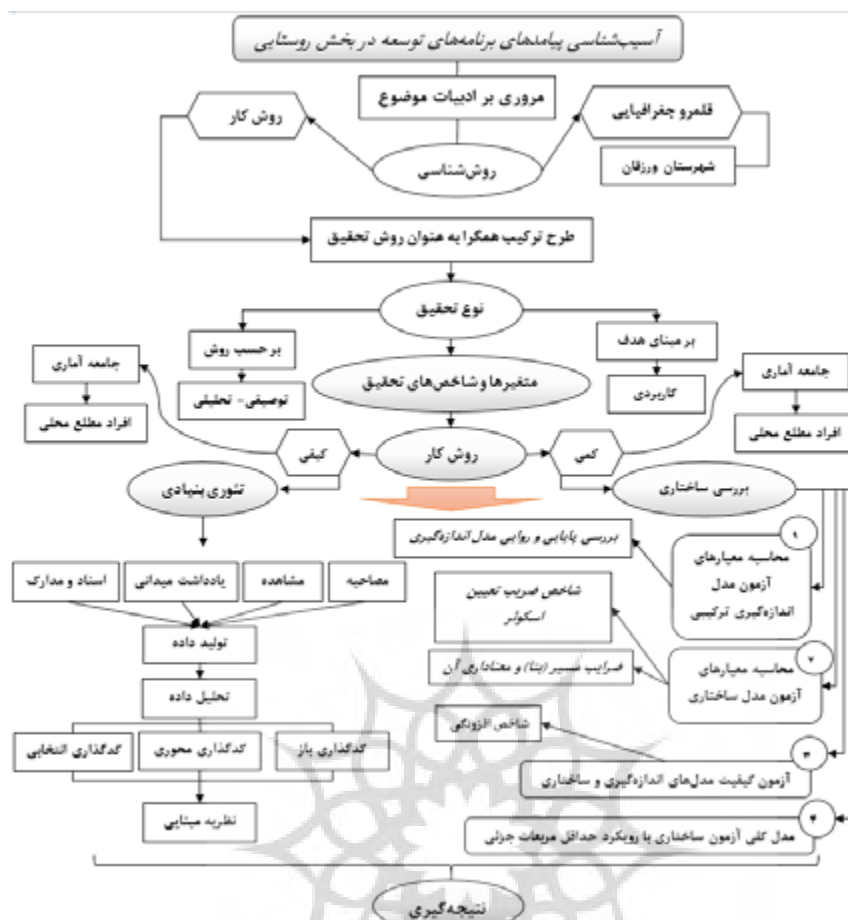 آسیب‌شناسی پیامدهای برنامه‌های توسعه در بخش روستایی
مروری بر ادبیات موضوع
قلمرو جغرافیایی
روش کار
روش‌شناسی
شهرستان ورزقان
طرح ترکیب همگرا به عنوان روش تحقیق
نوع تحقیق
بر مبنای هدف
بر حسب روش
جامعه آماری
جامعه آماری
متغیرها و شاخص‌های تحقیق
کاربردی
توصیفی- تحلیلی
افراد مطلع محلی
افراد مطلع محلی
روش کار
کمی
کیفی
بررسی ساختاری
تئوری بنیادی
۱
محاسبه معیارهای
آزمون مدل
اندازه‌گیری ترکیبی
بررسی پایایی و روایی مدل اندازه‌گیری
مصاحبه
مشاهده
یادداشت میدانی
اسناد و مدارک
شاخص ضریب تعیین
اسکوئر
تولید داده
۲
محاسبه معیارهای
آزمون مدل ساختاری
ضرایب مسیر (بتا) و معناداری آن
تحلیل داده
شاخص افزونگی
کدگذاری باز
کدگذاری محوری
کدگذاری انتخابی
۳
آزمون کیفیت مدل‌های اندازه‌گیری و ساختاری
نظریه مبنایی
۴
مدل کلی آزمون ساختاری با رویکرد حداقل مربعات جزئی
نتیجه‌گیری